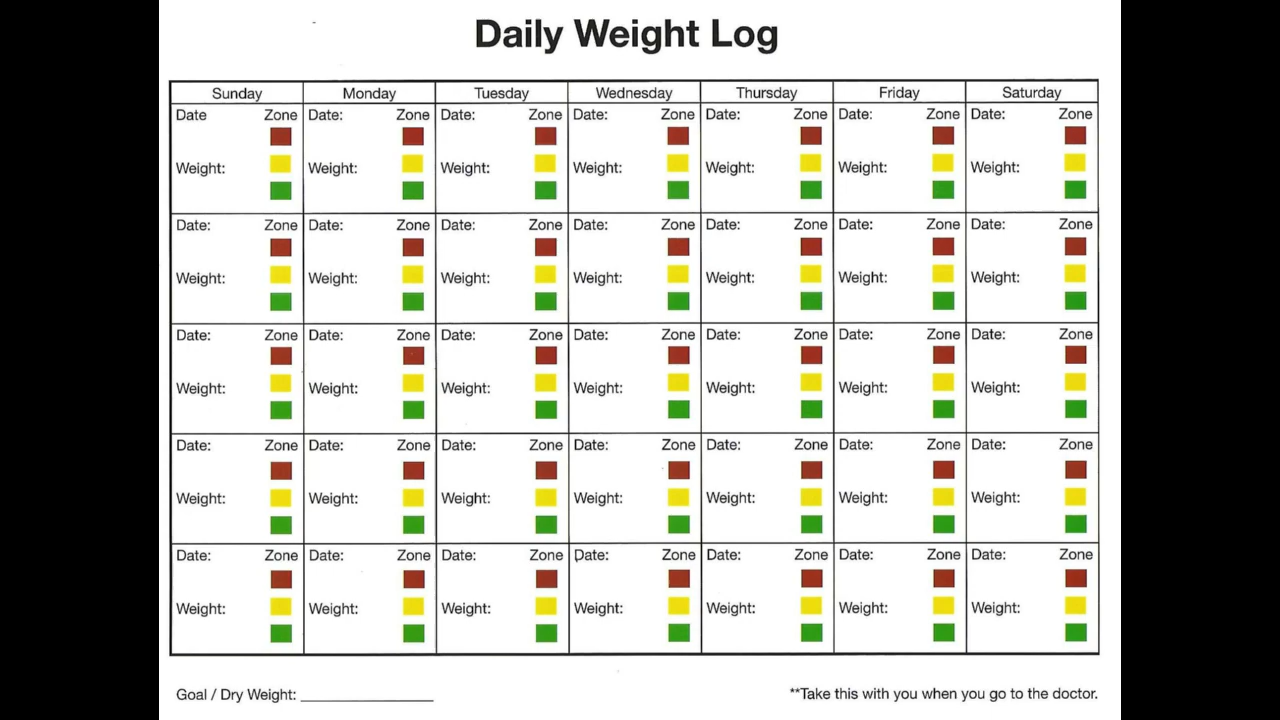 Daily Weight Log
Sunday Monday Tuesday Wednesday Thursday Friday Saturday
Date Zone Date: Zone Date: Zone Date: Zone Date: Zone Date: Zone Date: Zone
Weight: Weight: Weight: Weight: Weight: Weight: Weight:
Date: Zone Date: Zone Date: Zone Date: Zone Date: Zone Date: Zone Date: Zone
Weight: Weight: Weight: Weight: Weight: Weight: Weight:
Date: Zone Date: Zone Date: Zone Date: Zone Date: Zone Date: Zone Date: Zone
Weight: Weight: Weight: Weight: Weight: Weight: Weight:
Date: Zone Date: Zone Date: Zone Date: Zone Date: Zone Date: Zone Date: Zone
Weight: Weight: Weight: Weight: Weight: Weight: Weight:
Date: Zone Date: Zone Date: Zone Date: Zone Date: Zone Date: Zone Date: Zone
Weight: Weight: Weight: Weight: Weight: Weight: Weight:
Goal / Dry Weight: ________________ **Take this with you when you go to the doctor.